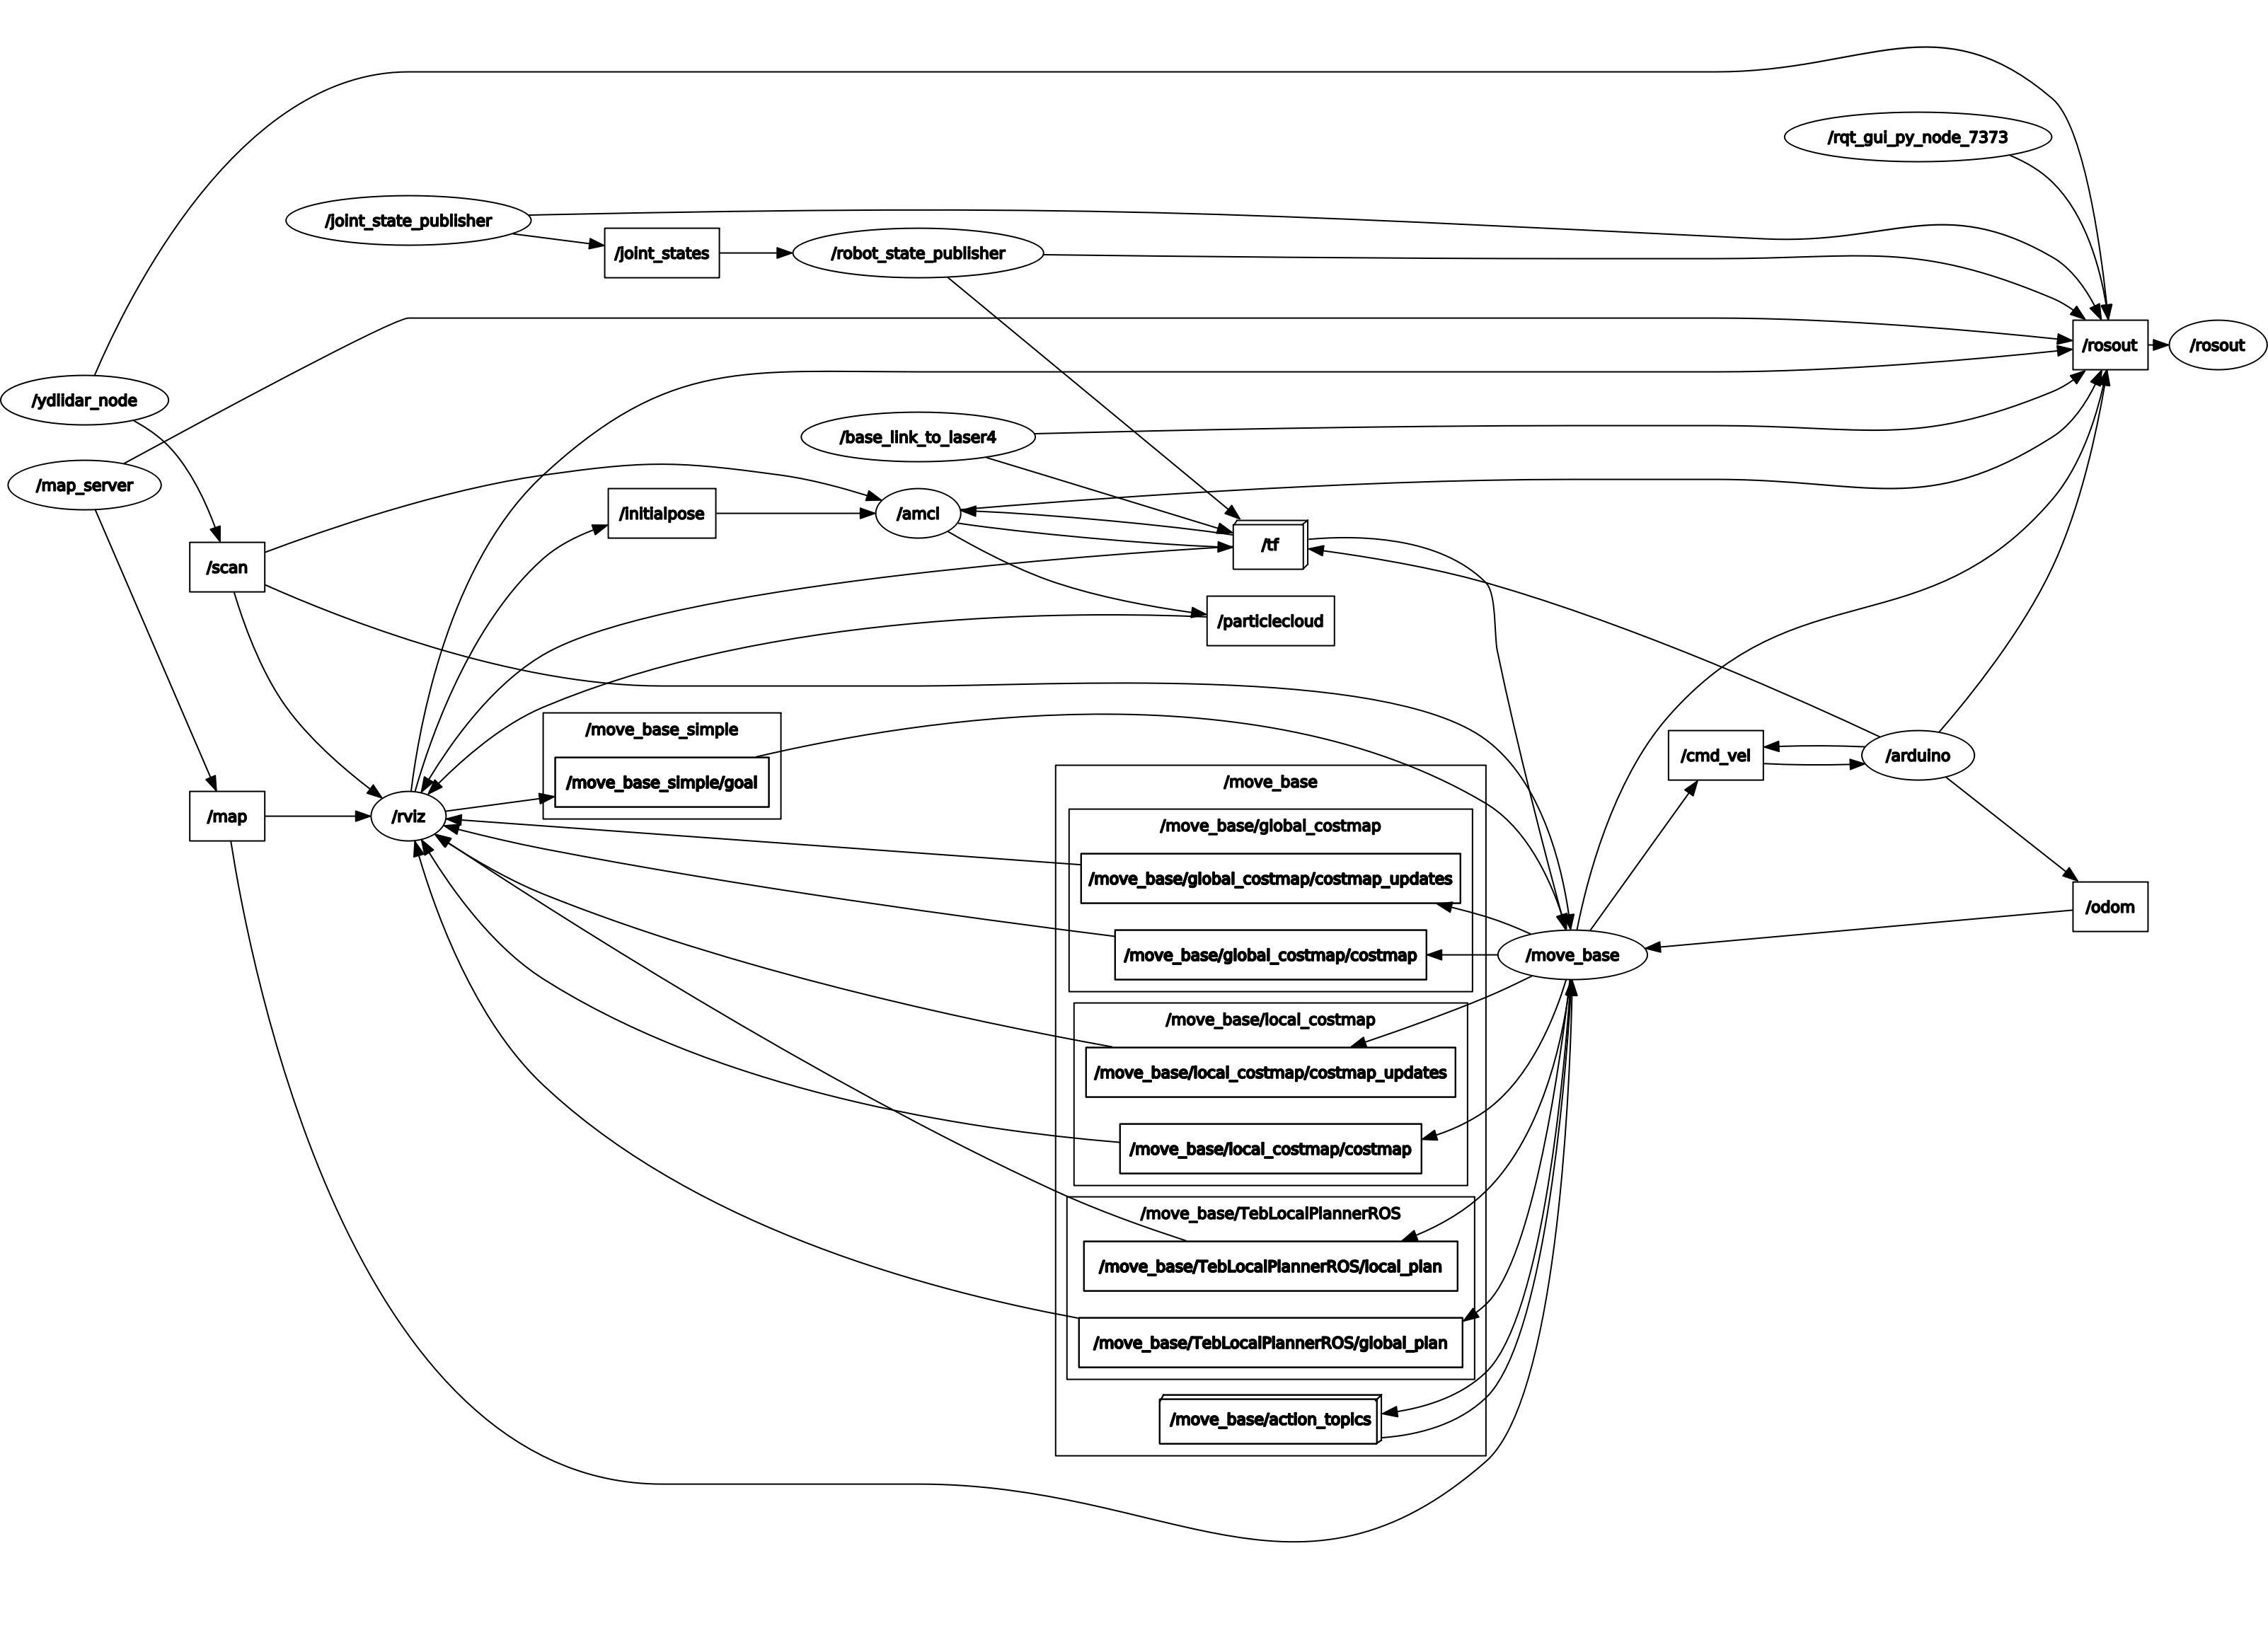 /rqt_gui_py_node_7373
/joint_state_publisher
/joint_states
/robot_state_publisher
/rosout
/rosout
/ydlidar_node
/base_link_to_laser4
/map_server
/initialpose
/amcl
/tf
/scan
/particlecloud
/move_base_simple
/move_base_simple/goal
/cmd_vel
/arduino
/map
/rviz
/move_base
/move_base/global_costmap
/move_base/global_costmap/costmap_updates
/odom
/move_base/global_costmap/costmap
/move_base
/move_base/local_costmap
/move_base/local_costmap/costmap_updates
/move_base/local_costmap/costmap
/move_base/TebLocalPlannerROS
/move_base/TebLocalPlannerROS/local_plan
/move_base/TebLocalPlannerROS/global_plan
/move_base/action_topics